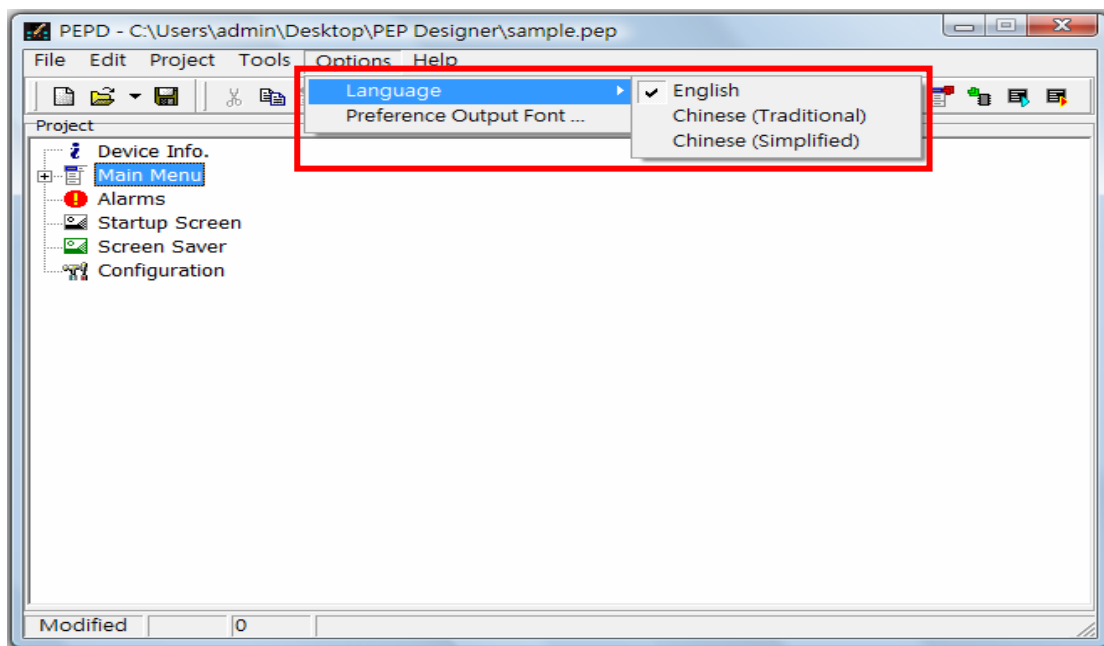 PEPD - C:\Users\admin\Desktop\PEP Designer\sample.pep
File Edit Project Tools Options Help
Language
Preference Output Font ...
English
Chinese (Traditional)
Chinese (Simplified)
Project
Device Info.
Main Menu
Alarms
Startup Screen
Screen Saver
Configuration
Modified 0